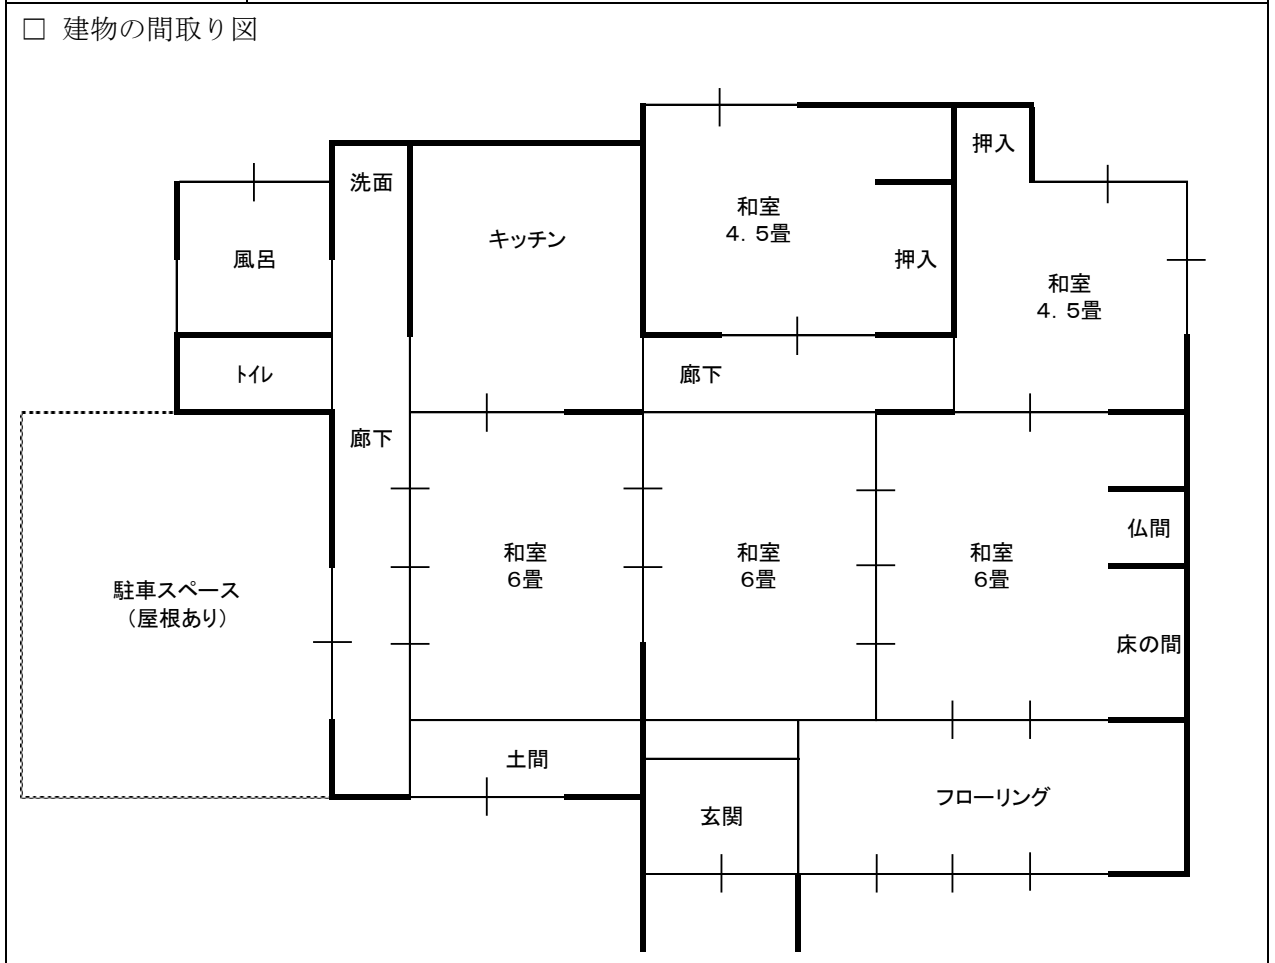 □ 建物の間取り図
押入
洗面
和室
4．5畳
キッチン
風呂
押入
和室
4．5畳
トイレ
廊下
廊下
和室
6畳
和室
6畳
和室
6畳
仏間
駐車スペース
（屋根あり）
床の間
土間
フローリング
玄関